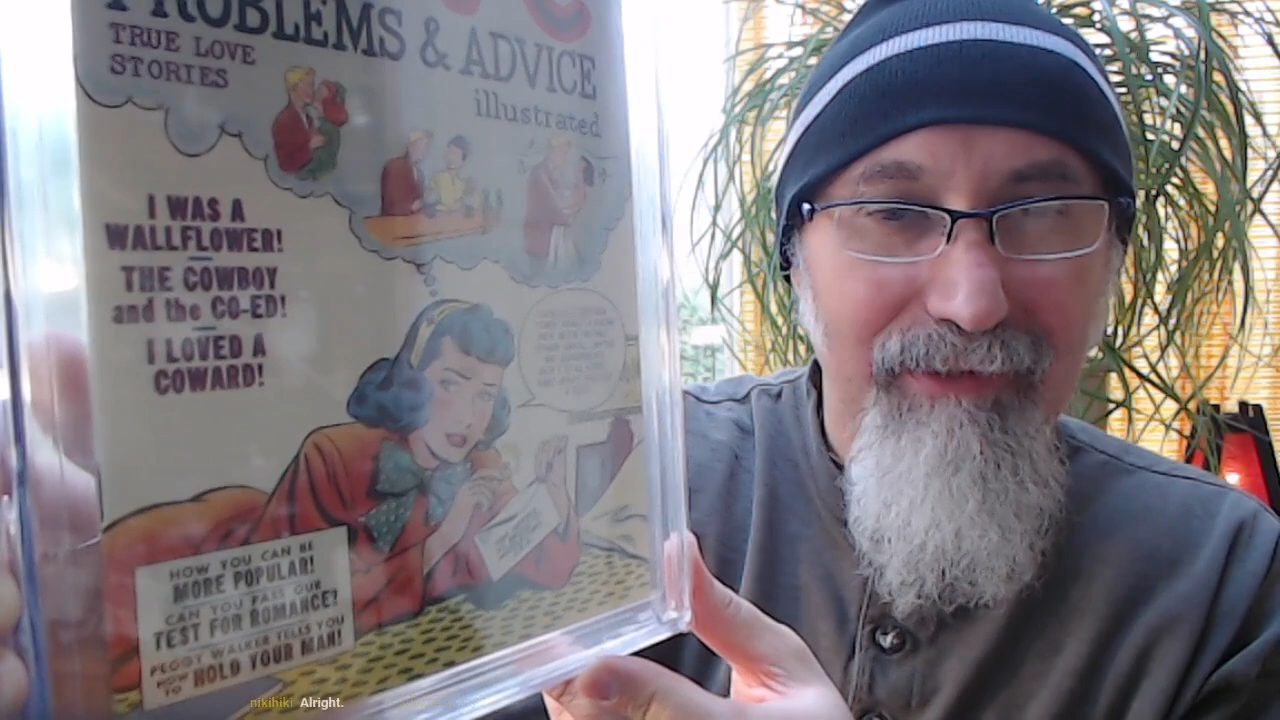 PROBLEMS & ADVICE
illustrated
TRUE LOVE
STORIES
I WAS A
WALLFLOWER!
THE COWBOY
and the CO-ED!
I LOVED A
COWARD!
HOW YOU CAN BE
MORE POPULAR!
CAN YOU PASS OUR
TEST FOR ROMANCE?
PEGGY WALKER TELLS YOU
HOW TO HOLD YOUR MAN!
nikihiki Alright.